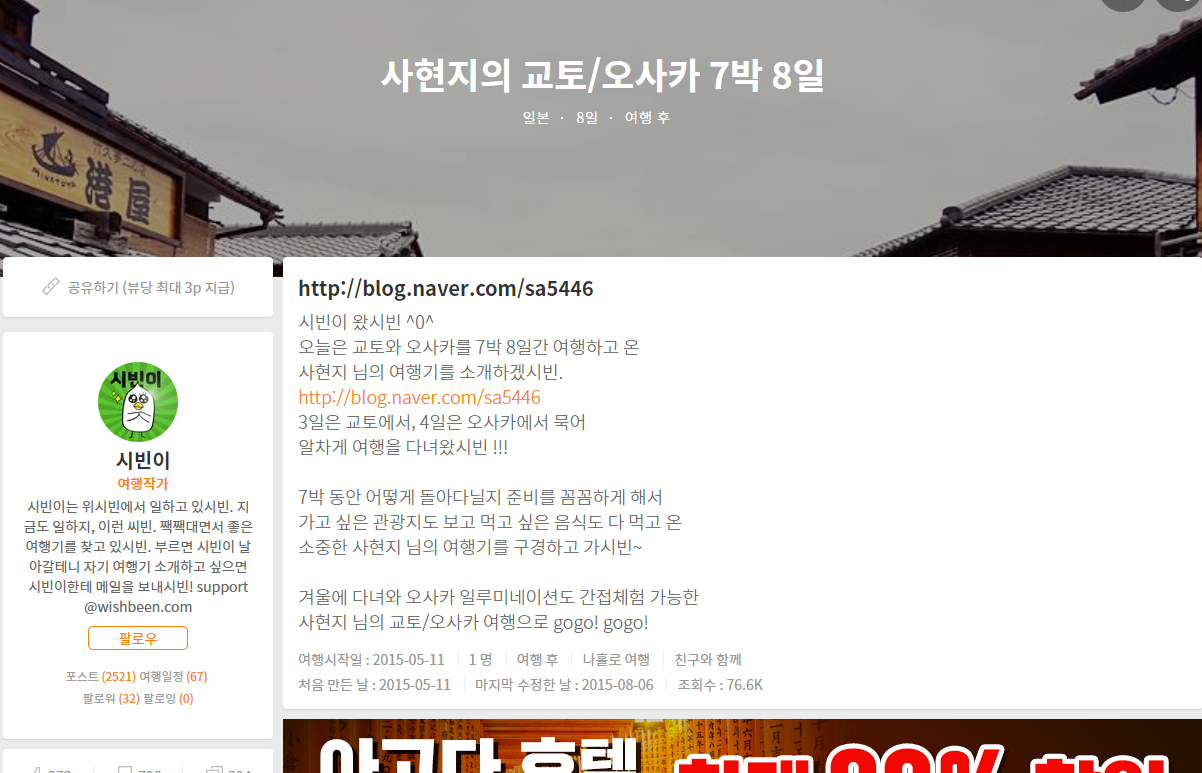 사현지의 교토/오사카 7박 8일
일본 · 8일 · 여행 후
MINATOYA
港屋
공유하기 (뷰당 최대 3p 지급)
시빈이
시빈이
여행작가
시빈이는 위시빈에서 일하고 있시빈. 지
금도 일하지, 이런 씨빈. 짹짹대면서 좋은
여행기를 찾고 있시빈. 부르면 시빈이 날
아갈테니 자기 여행기 소개하고 싶으면
시빈이한테 메일을 보내시빈! support
@wishbeen.com
팔로우
포스트 (2521) 여행일정 (67)
팔로워 (32) 팔로잉 (0)
http://blog.naver.com/sa5446
시빈이 왔시빈 ^0^
오늘은 교토와 오사카를 7박 8일간 여행하고 온
사현지 님의 여행기를 소개하겠시빈.
http://blog.naver.com/sa5446
3일은 교토에서, 4일은 오사카에서 묵어
알차게 여행을 다녀왔시빈 !!!
7박 동안 어떻게 돌아다닐지 준비를 꼼꼼하게 해서
가고 싶은 관광지도 보고 먹고 싶은 음식도 다 먹고 온
소중한 사현지 님의 여행기를 구경하고 가시빈~
겨울에 다녀와 오사카 일루미네이션도 간접체험 가능한
사현지 님의 교토/오사카 여행으로 gogo! gogo!
여행시작일 : 2015-05-11 1 명 여행 후 나홀로 여행 친구와 함께
처음 만든 날 : 2015-05-11 마지막 수정한 날 : 2015-08-06 조회수 : 76.6K
아고다 호텔